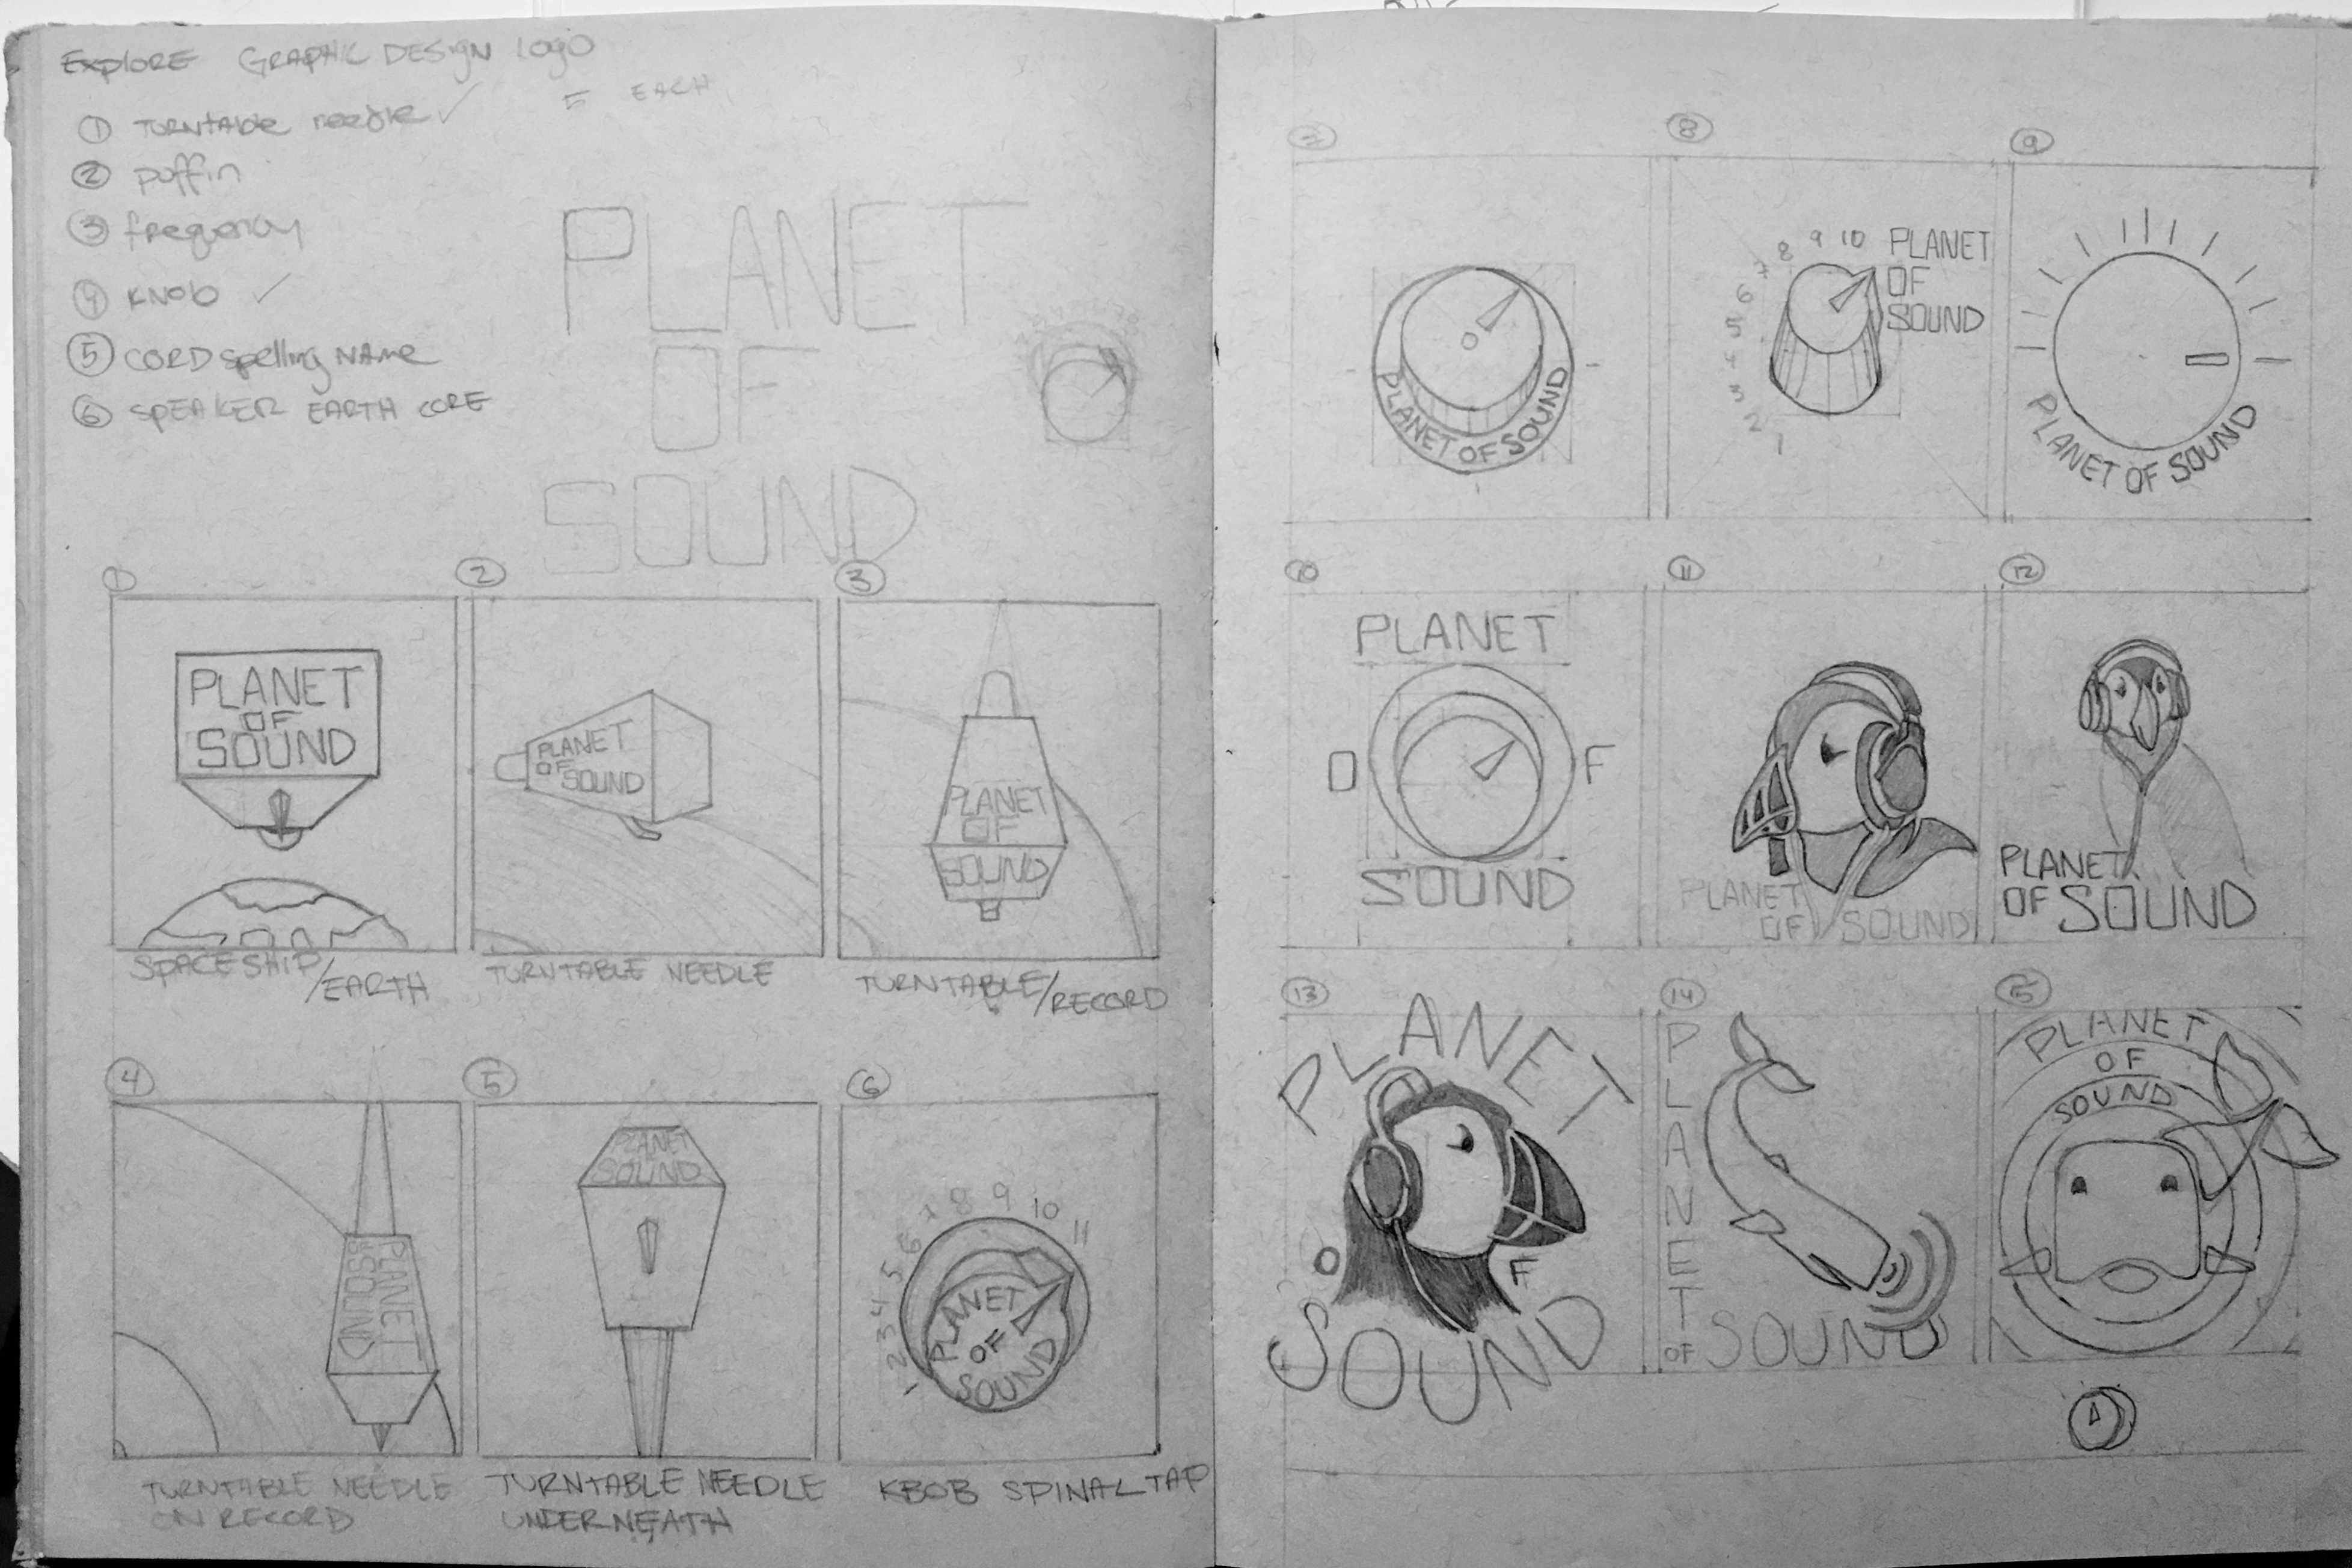 Explore GRAPHIC DESIGN LOGO
= EACH
① TURNTABLE needle ✓
② puffin
③ frequency
④ KNOB ✓
⑤ CORD spelling NAME
⑥ SPEAKER EARTH CORE
PLANET
OF
SOUND
①
PLANET
OF
SOUND
SPACESHIP/EARTH
②
PLANET
OF
SOUND
TURNTABLE NEEDLE
③
PLANET
OF
SOUND
TURNTABLE/RECORD
④
PLANET
OF SOUND
TURNTABLE NEEDLE
ON RECORD
⑤
PLANET
SOUND
TURNTABLE NEEDLE
UNDERNEATH
⑥
1 2 3 4 5 6 7 8 9 10 11
PLANET
OF
SOUND
KBOB SPINAL TAP
⑦
PLANET OF SOUND
⑧
1 2 3 4 5 6 7 8 9 10
PLANET
OF
SOUND
⑨
PLANET OF SOUND
⑩
PLANET
O F
SOUND
⑪
PLANET
OF SOUND
⑫
PLANET
OF SOUND
⑬
PLANET
O F
SOUND
⑭
PLANET
OF SOUND
⑮
PLANET
OF
SOUND